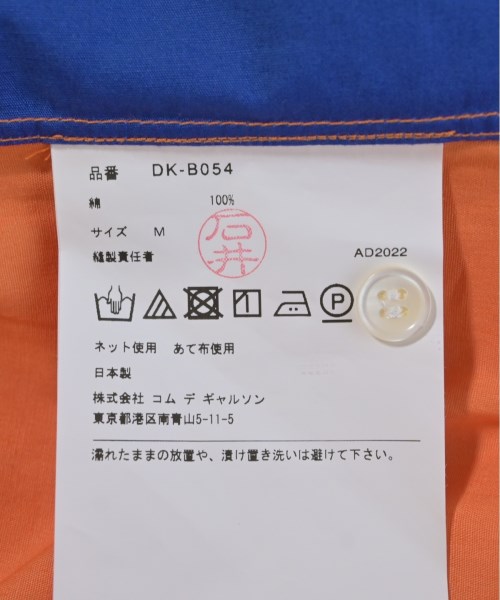 品番 DK-B054
綿 100%
サイズ M
石井
縫製責任者 AD2022
P
ネット使用 あて布使用
日本製
株式会社 コム デ ギャルソン
東京都港区南青山5-11-5
濡れたままの放置や、漬け置き洗いは避けて下さい。